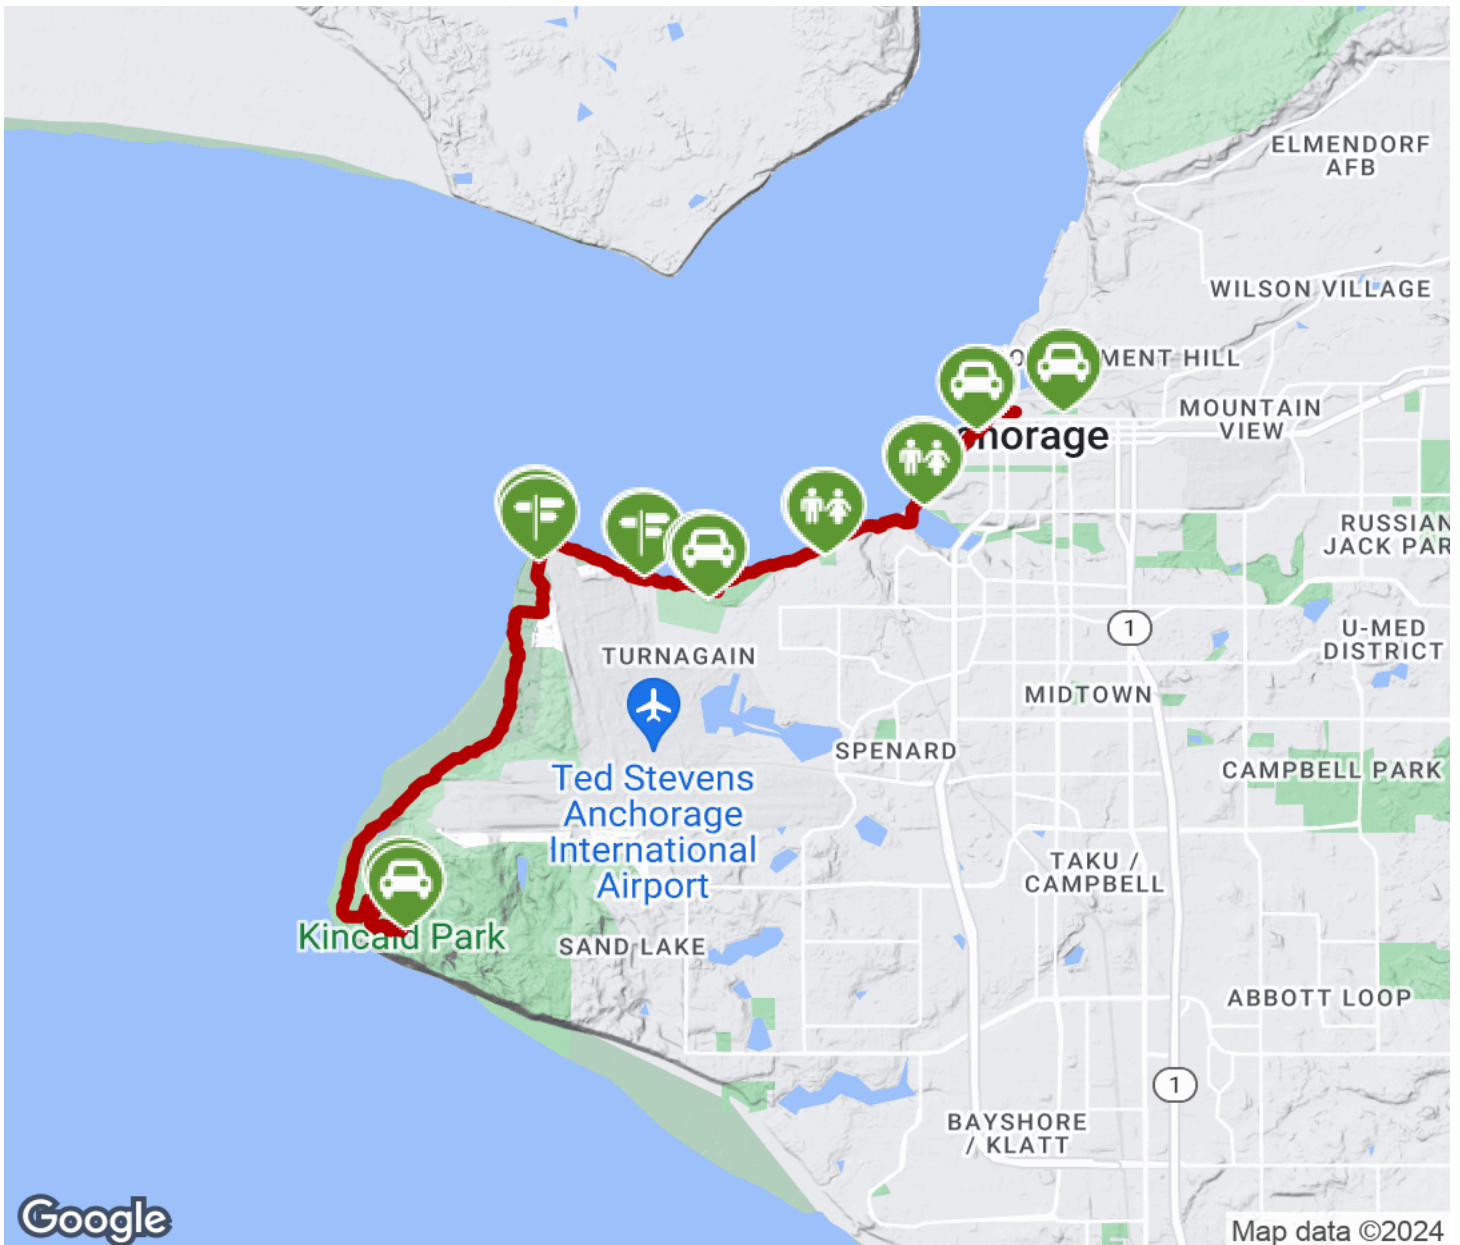 ELMENDORF
AFB
WILSON VILLAGE
MENT HILL
MOUNTAIN
VIEW
horage
RUSSIAN
JACK PAR
1
U-MED
DISTRICT
TURNAGAIN
MIDTOWN
SPENARD
CAMPBELL PARK
Ted Stevens
Anchorage
International
Airport
TAKU /
CAMPBELL
Kincaid Park
SAND LAKE
ABBOTT LOOP
1
BAYSHORE
/ KLATT
Google
Map data ©2024